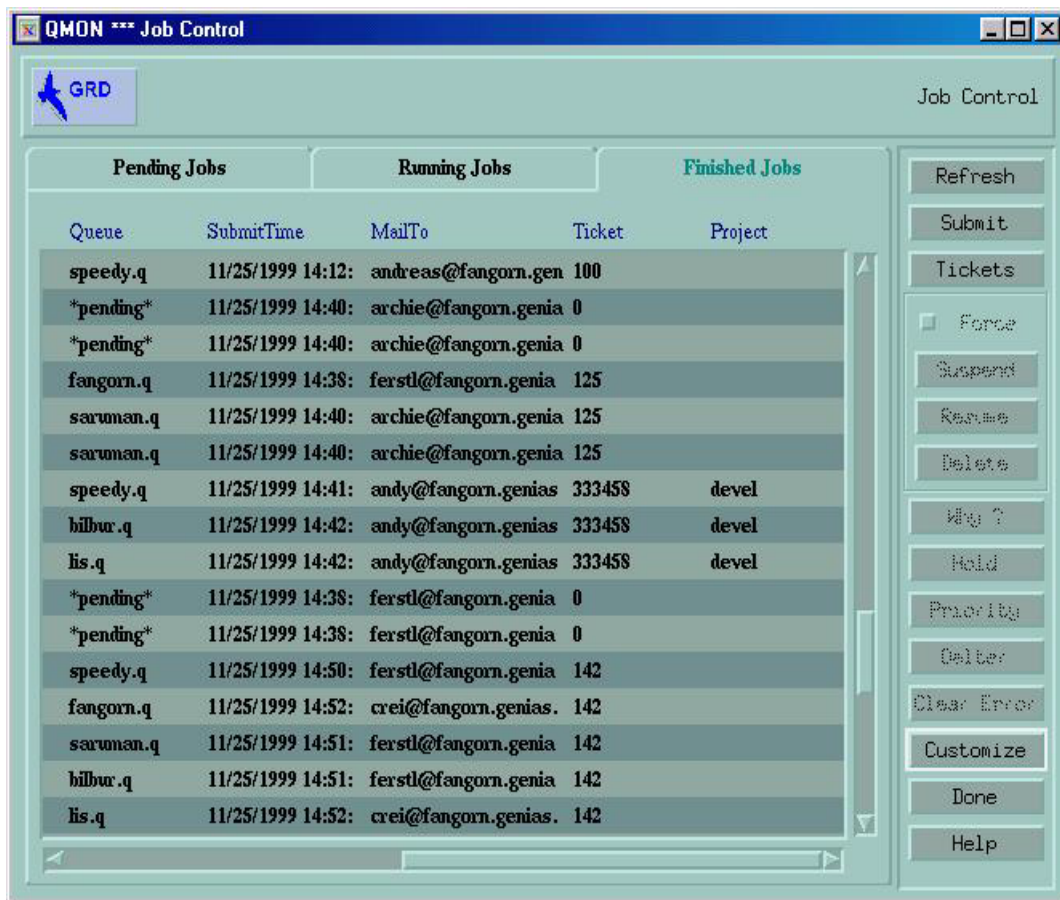 QMON *** Job Control
GRD
Job Control
Pending Jobs Running Jobs Finished Jobs
Queue SubmitTime MailTo Ticket Project
speedy.q 11/25/1999 14:12: andreas@fangorn.gen 100
*pending* 11/25/1999 14:40: archie@fangorn.genia 0
*pending* 11/25/1999 14:40: archie@fangorn.genia 0
fangorn.q 11/25/1999 14:38: ferstl@fangorn.genia 125
saruman.q 11/25/1999 14:40: archie@fangorn.genia 125
saruman.q 11/25/1999 14:40: archie@fangorn.genia 125
speedy.q 11/25/1999 14:41: andy@fangorn.genias 333458 devel
bilbur.q 11/25/1999 14:42: andy@fangorn.genias 333458 devel
lis.q 11/25/1999 14:42: andy@fangorn.genias 333458 devel
*pending* 11/25/1999 14:38: ferstl@fangorn.genia 0
*pending* 11/25/1999 14:38: ferstl@fangorn.genia 0
speedy.q 11/25/1999 14:50: ferstl@fangorn.genia 142
fangorn.q 11/25/1999 14:52: crei@fangorn.genias. 142
saruman.q 11/25/1999 14:51: ferstl@fangorn.genia 142
bilbur.q 11/25/1999 14:51: ferstl@fangorn.genia 142
lis.q 11/25/1999 14:52: crei@fangorn.genias. 142
Refresh
Submit
Tickets
Force
Suspend
Resume
Delete
Why ?
Hold
Priority
Qalter
Clear Error
Customize
Done
Help